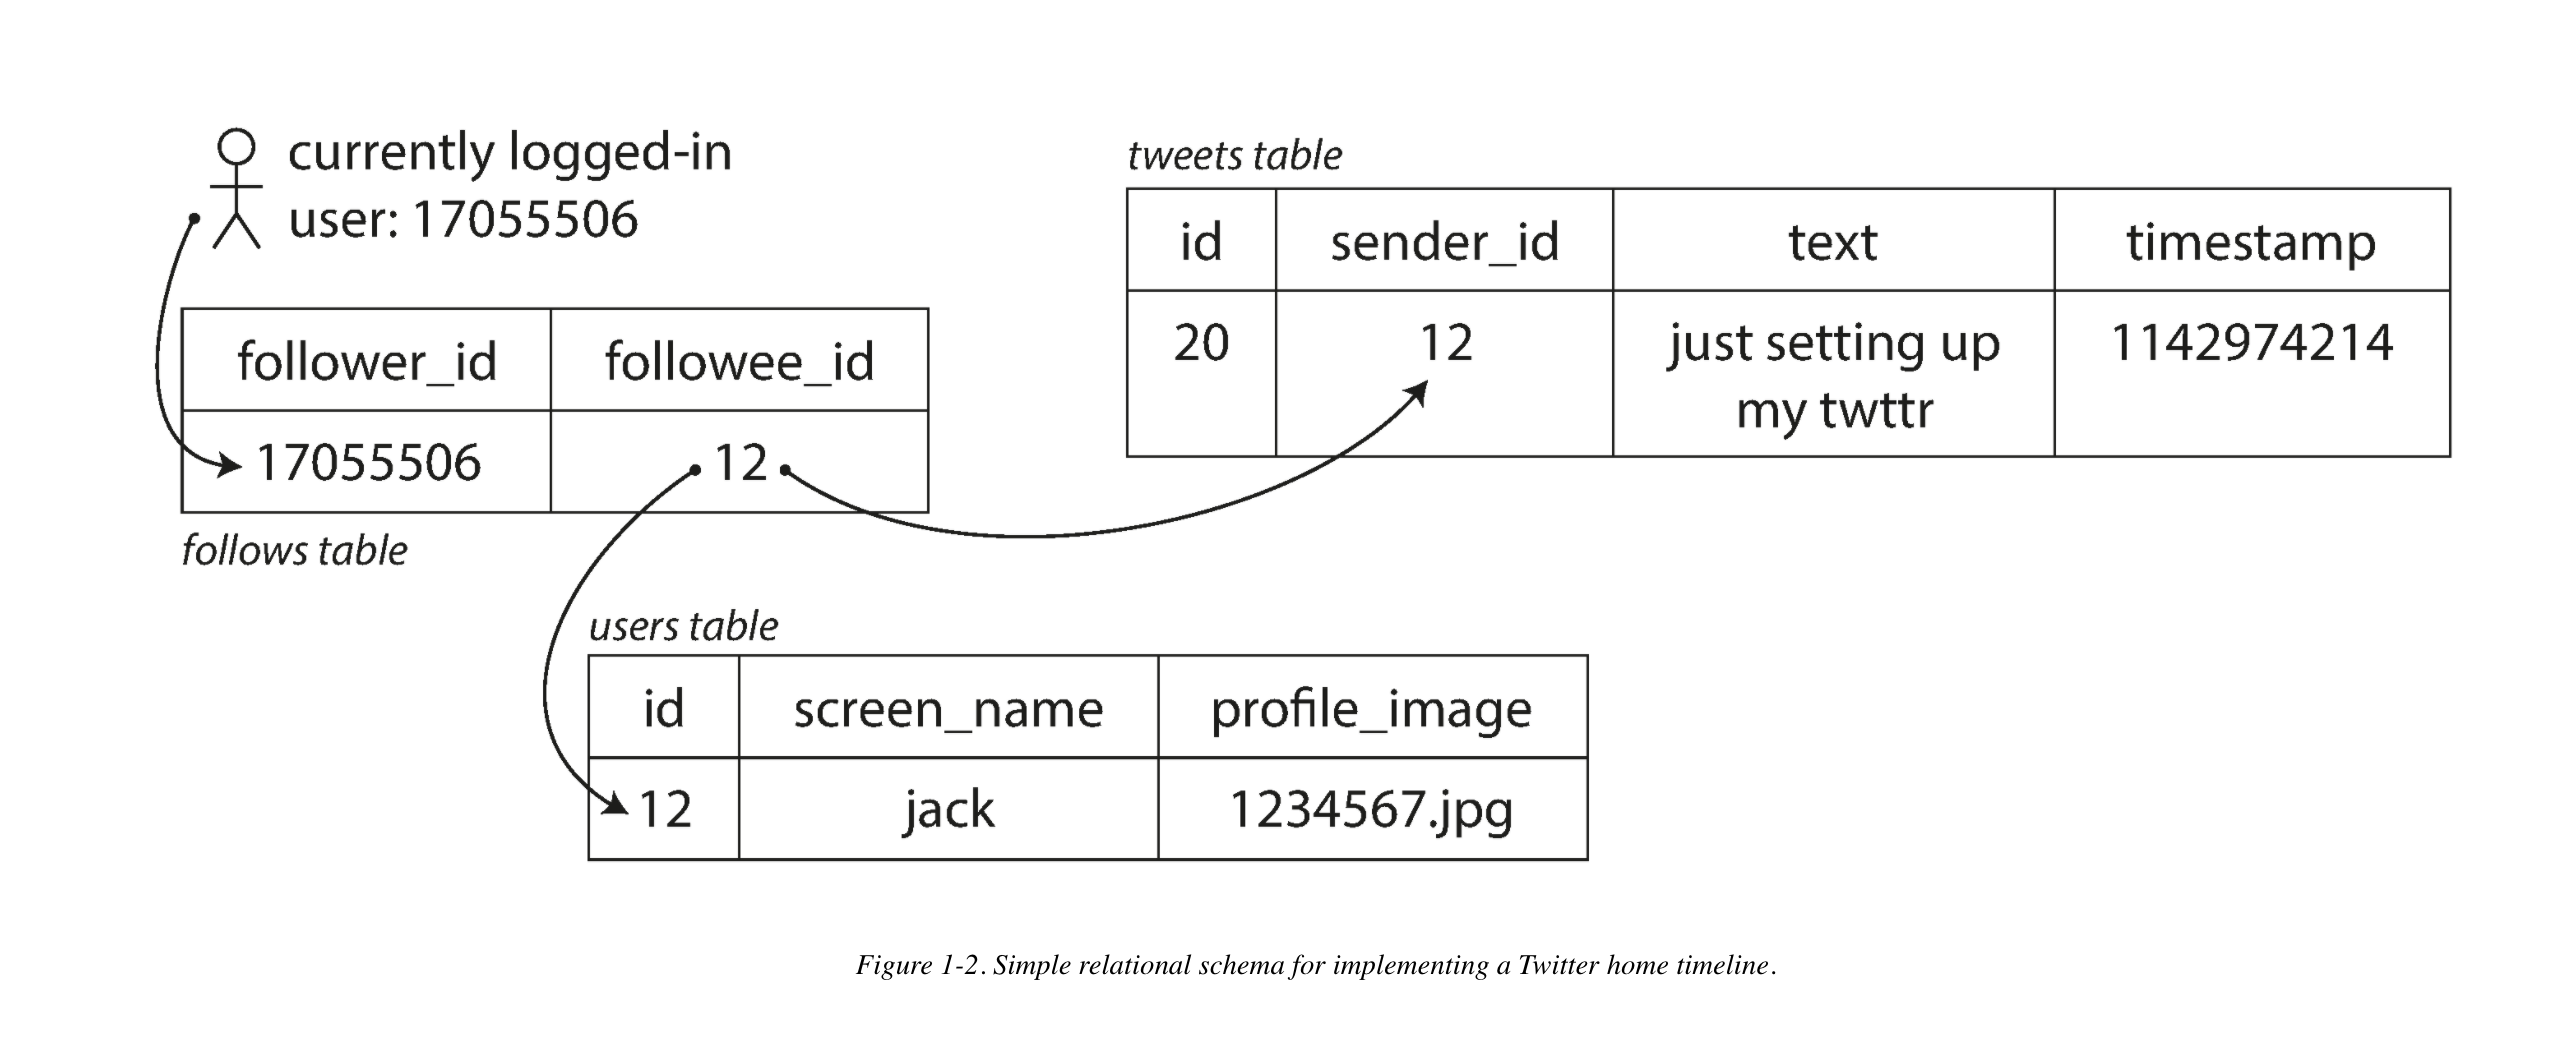 currently logged-in
user: 17055506
follower_id followee_id
17055506 12
follows table
tweets table
id sender_id text timestamp
20 12 just setting up 1142974214
my twttr
users table
id screen_name profile_image
12 jack 1234567.jpg
Figure 1-2. Simple relational schema for implementing a Twitter home timeline.